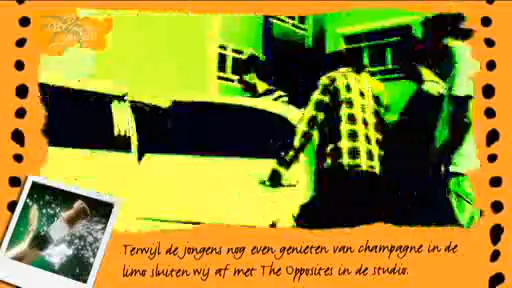 Terwijl de jongens nog even genieten van champagne in de
limo sluiten wij af met The Opposites in de studio.